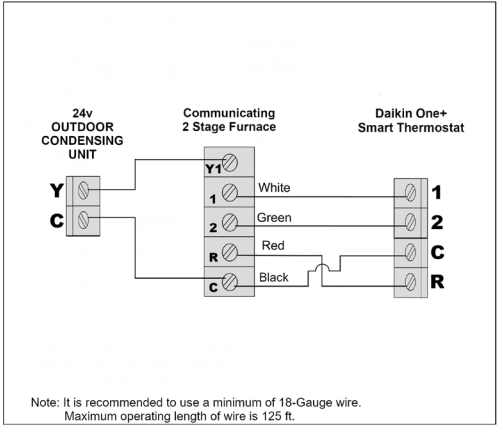 24v
OUTDOOR
CONDENSING
UNIT
Communicating
2 Stage Furnace
Daikin One+
Smart Thermostat
Y
C
Y1
1
2
R
C
White
Green
Red
Black
1
2
C
R
Note: It is recommended to use a minimum of 18-Gauge wire.
Maximum operating length of wire is 125 ft.